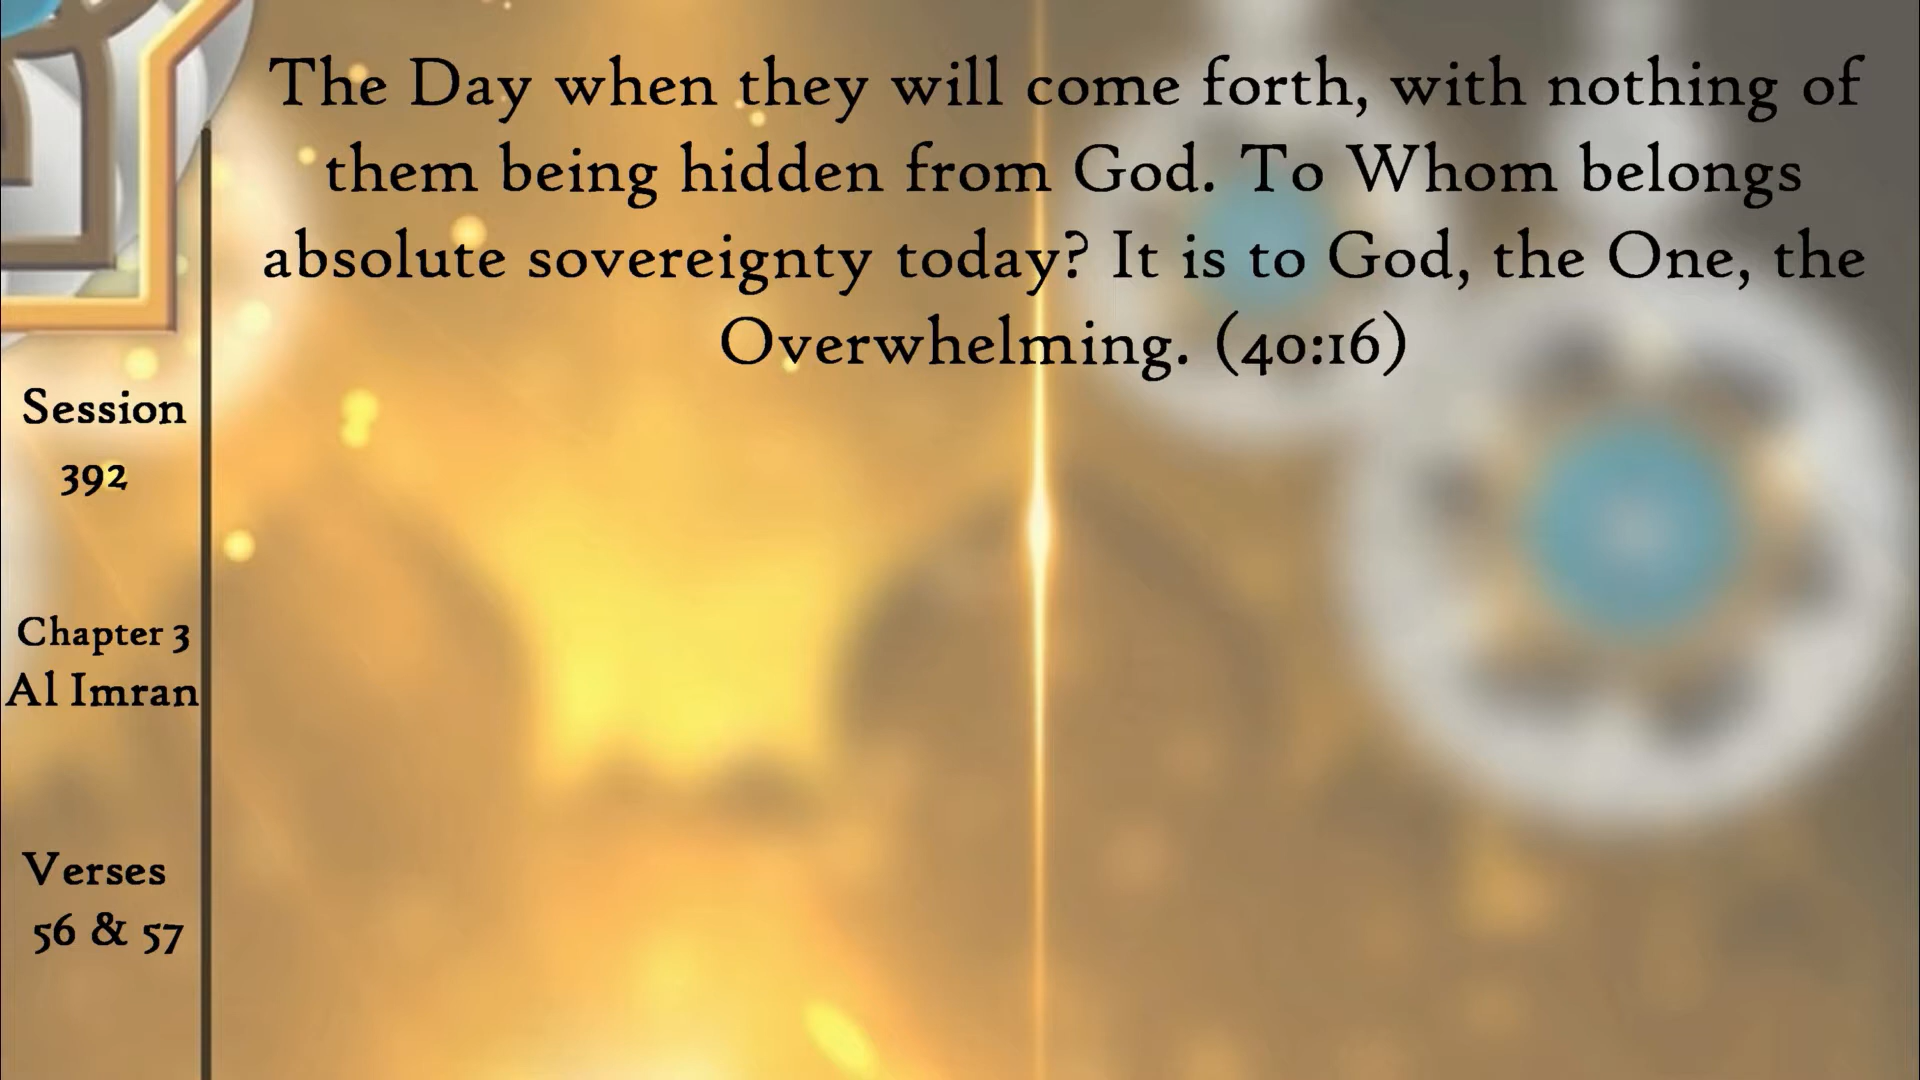 The Day when they will come forth, with nothing of
them being hidden from God. To Whom belongs
absolute sovereignty today? It is to God, the One, the
Overwhelming. (40:16)
Session
392
Chapter 3
Al Imran
Verses
56 & 57